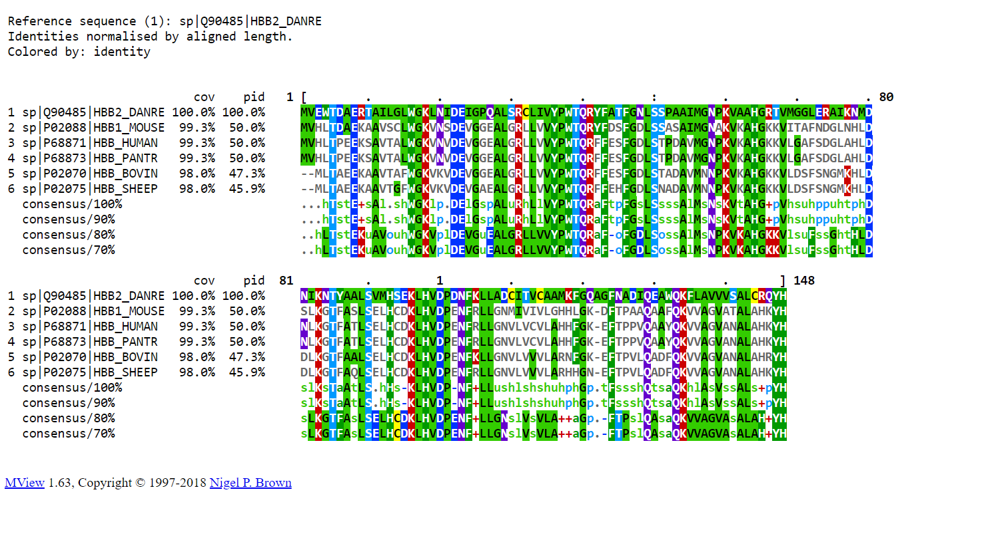 Reference sequence (1): sp|Q90485|HBB2_DANRE
Identities normalised by aligned length.
Colored by: identity
cov pid 1 [ . . . . : . . . 80
1 sp|Q90485|HBB2_DANRE 100.0% 100.0% MVEWTDAERTAILGLWGKLNIDEIGPQALSRCLIVYPWTQRYFATFGNLSSPAAIMGNPKVAAHGRTVMGGLERAIKNMD
2 sp|P02088|HBB1_MOUSE 99.3% 50.0% MVHLTDAEKAAVSCLWGKVNSDEVGGEALGRLLVVYPWTQRYFDSFGDLSSASAIMGNAKVKAHGKKVITAFNDGLNHLD
3 sp|P68871|HBB_HUMAN 99.3% 50.0% MVHLTPEEKSAVTALWGKVNVDEVGGEALGRLLVVYPWTQRFFESFGDLSTPDAVMGNPKVKAHGKKVLGAFSDGLAHLD
4 sp|P68873|HBB_PANTR 99.3% 50.0% MVHLTPEEKSAVTALWGKVNVDEVGGEALGRLLVVYPWTQRFFESFGDLSTPDAVMGNPKVKAHGKKVLGAFSDGLAHLD
5 sp|P02070|HBB_BOVIN 98.0% 47.3% --MLTAEEKAAVTAFWGKVKVDEVGGEALGRLLVVYPWTQRFFESFGDLSTADAVMNNPKVKAHGKKVLDSFSNGMKHLD
6 sp|P02075|HBB_SHEEP 98.0% 45.9% --MLTAEEKAAVTGFWGKVKVDEVGAEALGRLLVVYPWTQRFFEHFGDLSNADAVMNNPKVKAHGKKVLDSFSNGMKHLD
consensus/100% ...hTstE+sAl.shWGKlp.DElGspALuRhLlVYPWTQRaFtpFGsLSsssAlMsNsKVtAHG+pVhsuhppuhtphD
consensus/90% ...hTstE+sAl.shWGKlp.DElGspALuRhLlVYPWTQRaFtpFGsLSsssAlMsNsKVtAHG+pVhsuhppuhtphD
consensus/80% ..hLTstEKuAVouhWGKVplDEVGuEALGRLLVVYPWTQRaF-oFGDLSossAlMsNPKVKAHGKKVlsuFssGhtHLD
consensus/70% ..hLTstEKuAVouhWGKVplDEVGuEALGRLLVVYPWTQRaF-oFGDLSossAlMsNPKVKAHGKKVlsuFssGhtHLD
cov pid 81 . 1 . . . . ] 148
1 sp|Q90485|HBB2_DANRE 100.0% 100.0% NIKNTYAALSVMHSEKLHVDPDNFKLLADCITVCAAMKFGQAGFNADIQEAWQKFLAVVVSALCRQYH
2 sp|P02088|HBB1_MOUSE 99.3% 50.0% SLKGTFASLSELHCDKLHVDPENFRLLGNMIVIVLGHHLGK-DFTPAAQAAFQKVVAGVATALAHKYH
3 sp|P68871|HBB_HUMAN 99.3% 50.0% NLKGTFATLSELHCDKLHVDPENFRLLGNVLVCVLAHHFGK-EFTPPVQAAYQKVVAGVANALAHKYH
4 sp|P68873|HBB_PANTR 99.3% 50.0% NLKGTFATLSELHCDKLHVDPENFRLLGNVLVCVLAHHFGK-EFTPPVQAAYQKVVAGVANALAHKYH
5 sp|P02070|HBB_BOVIN 98.0% 47.3% DLKGTFAALSELHCDKLHVDPENFKLLGNVLVVVLARNFGK-EFTPVLQADFQKVVAGVANALAHRYH
6 sp|P02075|HBB_SHEEP 98.0% 45.9% DLKGTFAQLSELHCDKLHVDPENFRLLGNVLVVVLARHHGN-EFTPVLQADFQKVVAGVANALAHKYH
consensus/100% slKsTaAtLS.hHs-KLHVDP-NF+LLushlshshuhphGp.tFssshQtsaQKhlAsVssALs+pYH
consensus/90% slKsTaAtLS.hHs-KLHVDP-NF+LLushlshshuhphGp.tFssshQtsaQKhlAsVssALs+pYH
consensus/80% sLKGTFAsLSELHCDKLHVDPENF+LLGNslVsVLA++aGp.-FTPslQAsaQKVVAGVAsALAH+YH
consensus/70% sLKGTFAsLSELHCDKLHVDPENF+LLGNslVsVLA++aGp.-FTPslQAsaQKVVAGVAsALAH+YH
MView 1.63, Copyright © 1997-2018 Nigel P. Brown